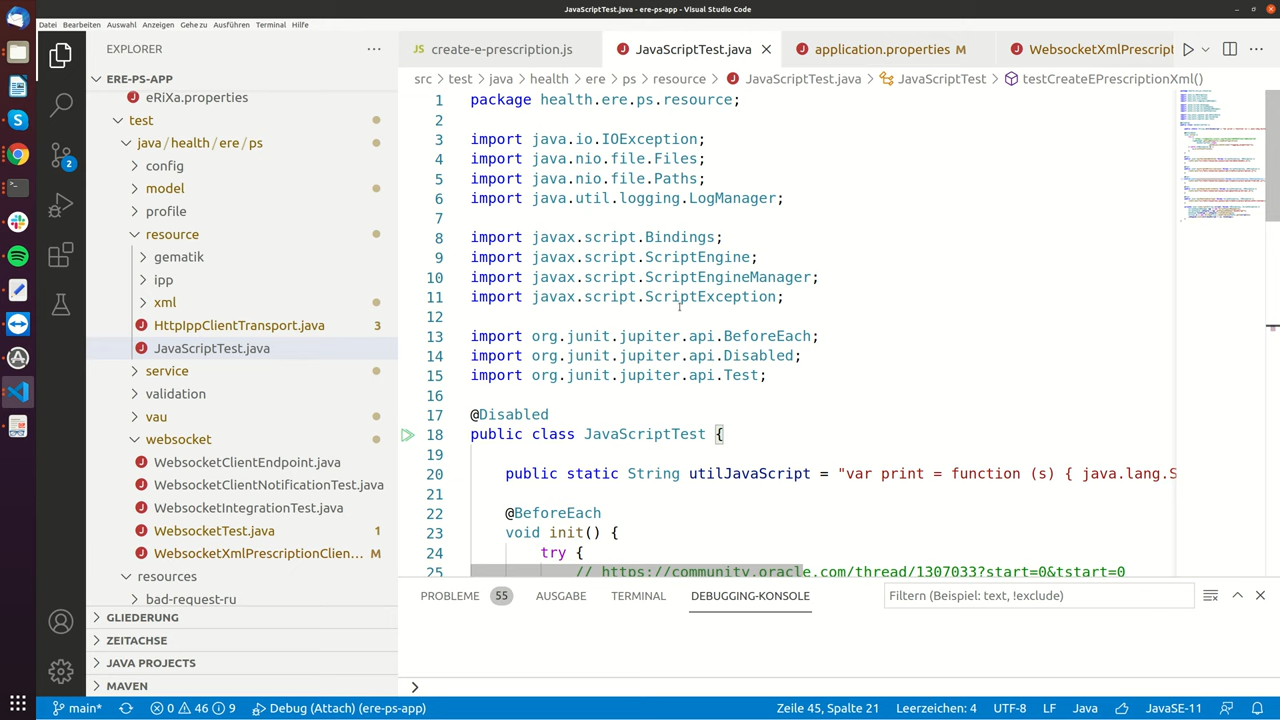 JavaScriptTest.java - ere-ps-app - Visual Studio Code
Datei Bearbeiten Auswahl Anzeigen Gehe zu Ausführen Terminal Hilfe
EXPLORER
ERE-PS-APP
eRiXa.properties
test
java/health/ere/ps
config
model
profile
resource
gematik
ipp
xml
HttpIppClientTransport.java 3
JavaScriptTest.java
service
validation
vau
websocket
WebsocketClientEndpoint.java
WebsocketClientNotificationTest.java
WebsocketIntegrationTest.java
WebsocketTest.java 1
WebsocketXmlPrescriptionClien... M
resources
bad-request-ru
GLIEDERUNG
ZEITACHSE
JAVA PROJECTS
MAVEN
2
create-e-prescription.js
JavaScriptTest.java
application.properties M
WebsocketXmlPrescript
src > test > java > health > ere > ps > resource > JavaScriptTest.java > JavaScriptTest > testCreateEPrescriptionXml()
1 package health.ere.ps.resource;
2
3 import java.io.IOException;
4 import java.nio.file.Files;
5 import java.nio.file.Paths;
6 import java.util.logging.LogManager;
7
8 import javax.script.Bindings;
9 import javax.script.ScriptEngine;
10 import javax.script.ScriptEngineManager;
11 import javax.script.ScriptException;
12
13 import org.junit.jupiter.api.BeforeEach;
14 import org.junit.jupiter.api.Disabled;
15 import org.junit.jupiter.api.Test;
16
17 @Disabled
18 public class JavaScriptTest {
19
20 public static String utilJavaScript = "var print = function (s) { java.lang.S
21
22 @BeforeEach
23 void init() {
24 try {
25 // https://community.oracle.com/thread/1307033?start=0&tstart=0
PROBLEME 55 AUSGABE TERMINAL DEBUGGING-KONSOLE
Filtern (Beispiel: text, !exclude)
main* 0 46 9 Debug (Attach) (ere-ps-app)
Zeile 45, Spalte 21 Leerzeichen: 4 UTF-8 LF Java JavaSE-11